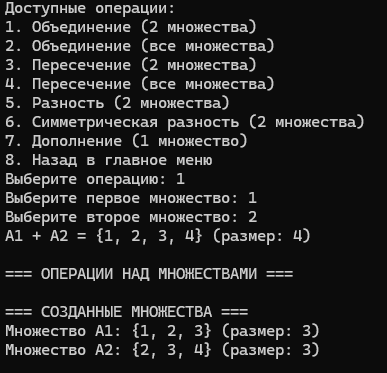 Доступные операции:
1. Объединение (2 множества)
2. Объединение (все множества)
3. Пересечение (2 множества)
4. Пересечение (все множества)
5. Разность (2 множества)
6. Симметрическая разность (2 множества)
7. Дополнение (1 множество)
8. Назад в главное меню
Выберите операцию: 1
Выберите первое множество: 1
Выберите второе множество: 2
A1 + A2 = {1, 2, 3, 4} (размер: 4)
=== ОПЕРАЦИИ НАД МНОЖЕСТВАМИ ===
=== СОЗДАННЫЕ МНОЖЕСТВА ===
Множество A1: {1, 2, 3} (размер: 3)
Множество A2: {2, 3, 4} (размер: 3)